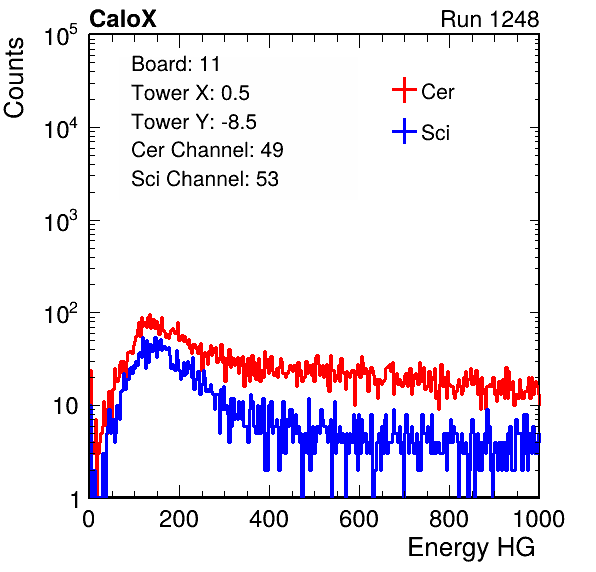 CaloX Run 1248
Counts
Board: 11
Tower X: 0.5
Tower Y: -8.5
Cer Channel: 49
Sci Channel: 53
Cer
Sci
10^5
10^4
10^3
10^2
10
1
0 200 400 600 800 1000
Energy HG